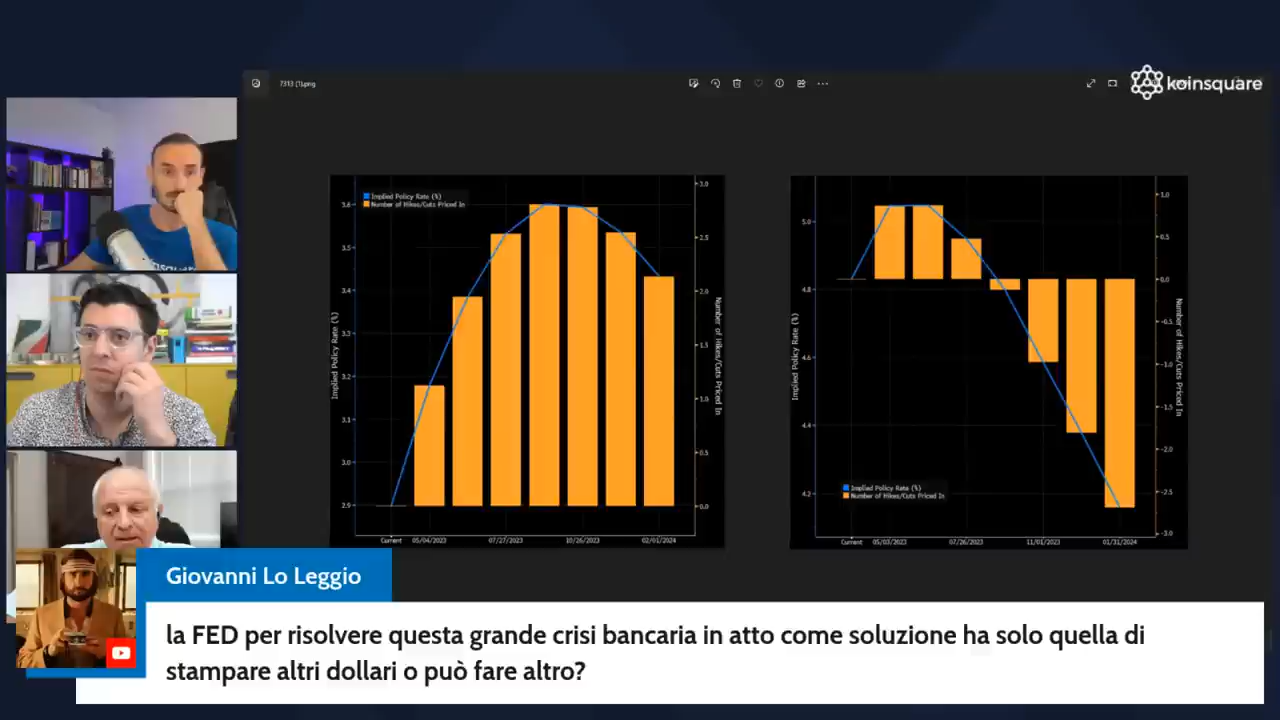 7313 (1).png
koinsquare
Implied Policy Rate (%)
Number of Hikes/Cuts Priced In
3.6
3.5
3.4
3.3
3.2
3.1
3.0
2.9
3.0
2.5
2.0
1.5
1.0
0.5
0.0
Implied Policy Rate (%)
Number of Hikes/Cuts Priced In
Current
05/04/2023
07/27/2023
10/26/2023
02/01/2024
5.0
4.8
4.6
4.4
4.2
1.0
0.5
0.0
-0.5
-1.0
-1.5
-2.0
-2.5
-3.0
Implied Policy Rate (%)
Number of Hikes/Cuts Priced In
Implied Policy Rate (%)
Number of Hikes/Cuts Priced In
Current
05/03/2023
07/26/2023
11/01/2023
01/31/2024
Giovanni Lo Leggio
la FED per risolvere questa grande crisi bancaria in atto come soluzione ha solo quella di
stampare altri dollari o può fare altro?